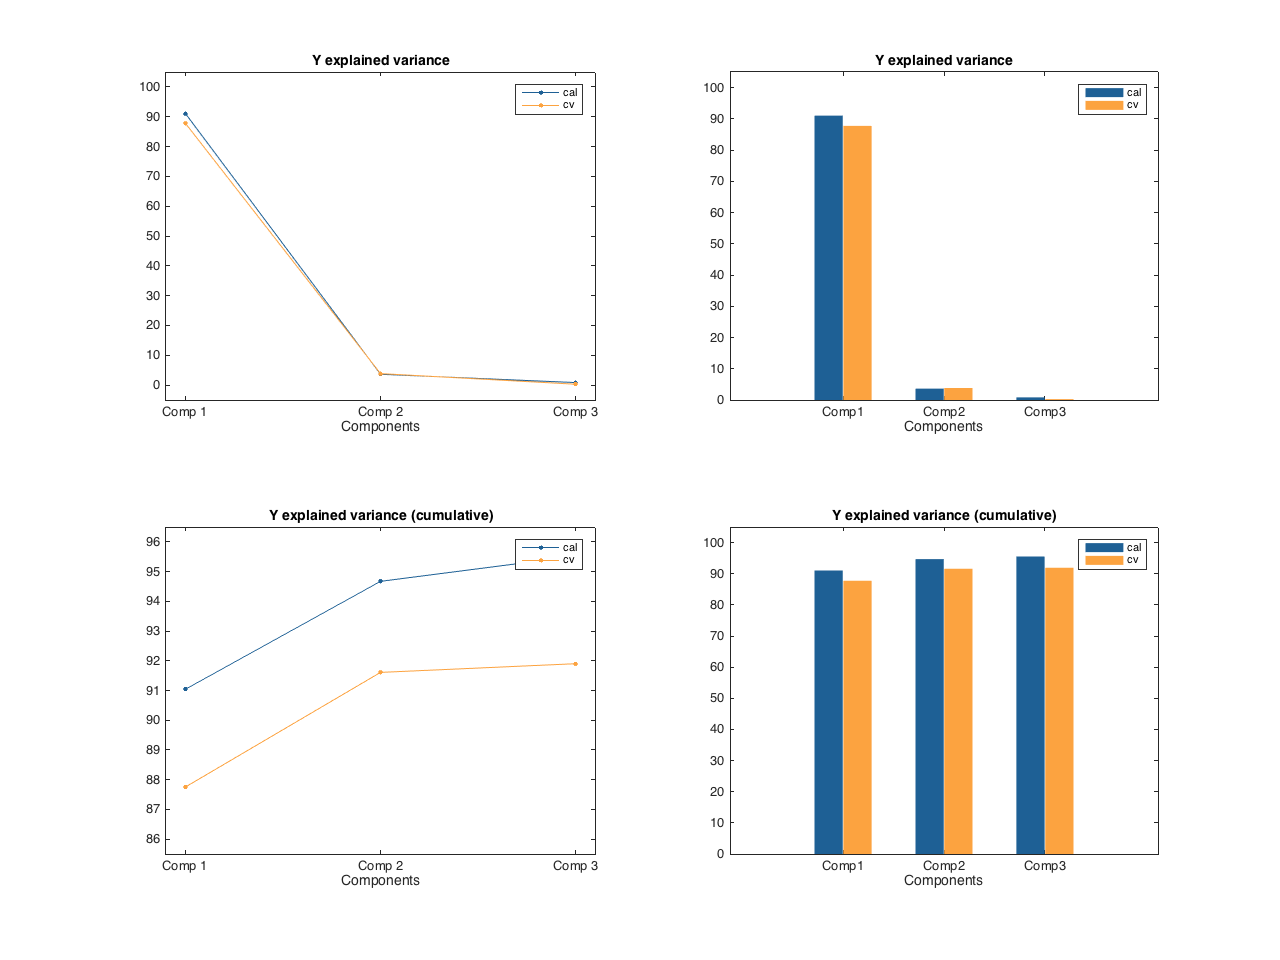 Y explained variance
100
90
80
70
60
50
40
30
20
10
0
cal
cv
Comp 1 Comp 2 Comp 3
Components
Y explained variance
100
90
80
70
60
50
40
30
20
10
0
cal
cv
Comp1 Comp2 Comp3
Components
Y explained variance (cumulative)
96
95
94
93
92
91
90
89
88
87
86
cal
cv
Comp 1 Comp 2 Comp 3
Components
Y explained variance (cumulative)
100
90
80
70
60
50
40
30
20
10
0
cal
cv
Comp1 Comp2 Comp3
Components